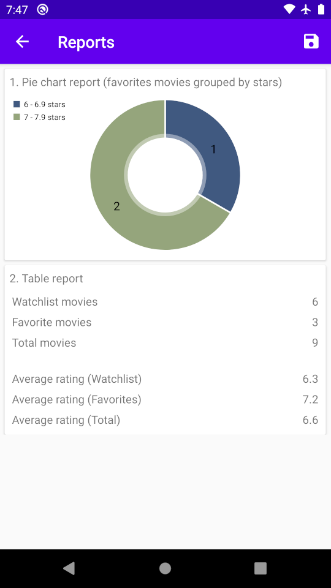 7:47
Reports
1. Pie chart report (favorites movies grouped by stars)
6 - 6.9 stars
7 - 7.9 stars
1
2
2. Table report
Watchlist movies 6
Favorite movies 3
Total movies 9
Average rating (Watchlist) 6.3
Average rating (Favorites) 7.2
Average rating (Total) 6.6